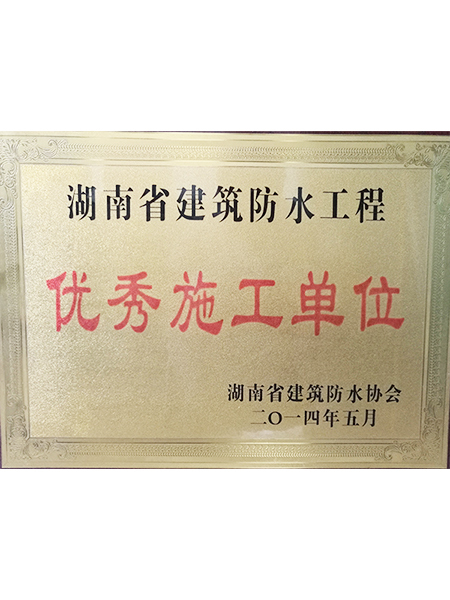 湖南省建筑防水工程
优秀施工单位
湖南省建筑防水协会
二〇一四年五月